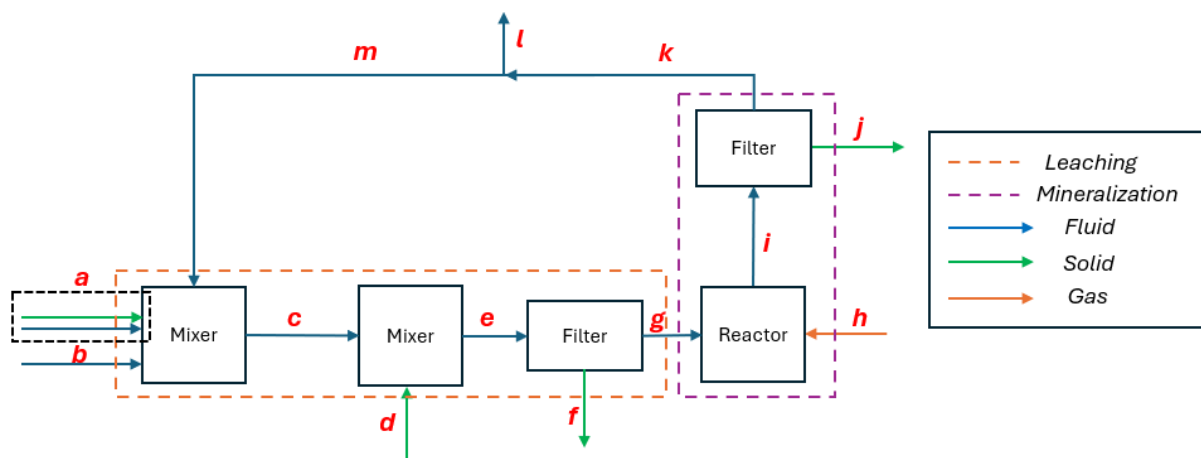 l
m
k
Filter
j
Leaching
Mineralization
Fluid
Solid
Gas
i
a
Mixer
c
Mixer
e
Filter
g
Reactor
h
b
d
f